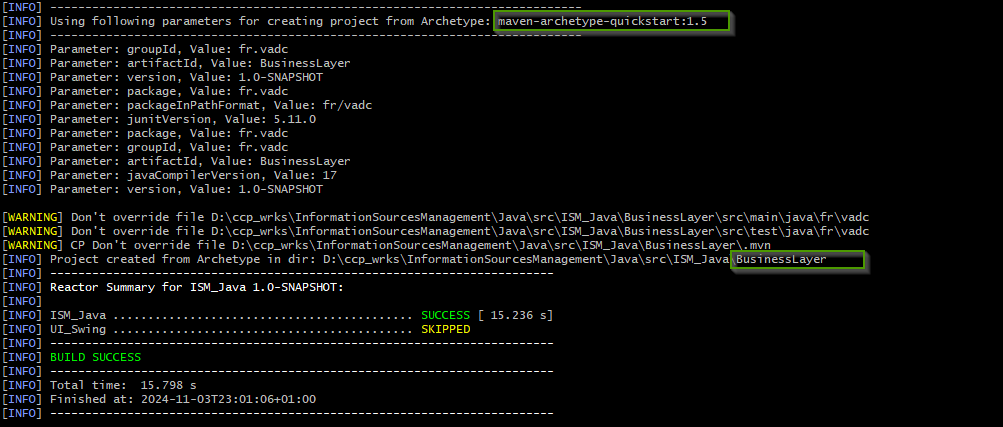 [INFO] ----------------------------------------------------------------------------
[INFO] Using following parameters for creating project from Archetype: maven-archetype-quickstart:1.5
[INFO] ----------------------------------------------------------------------------
[INFO] Parameter: groupId, Value: fr.vadc
[INFO] Parameter: artifactId, Value: BusinessLayer
[INFO] Parameter: version, Value: 1.0-SNAPSHOT
[INFO] Parameter: package, Value: fr.vadc
[INFO] Parameter: packageInPathFormat, Value: fr/vadc
[INFO] Parameter: junitVersion, Value: 5.11.0
[INFO] Parameter: package, Value: fr.vadc
[INFO] Parameter: groupId, Value: fr.vadc
[INFO] Parameter: artifactId, Value: BusinessLayer
[INFO] Parameter: javaCompilerVersion, Value: 17
[INFO] Parameter: version, Value: 1.0-SNAPSHOT
[WARNING] Don't override file D:\ccp_wrks\InformationSourcesManagement\Java\src\ISM_Java\BusinessLayer\src\main\java\fr\vadc
[WARNING] Don't override file D:\ccp_wrks\InformationSourcesManagement\Java\src\ISM_Java\BusinessLayer\src\test\java\fr\vadc
[WARNING] CP Don't override file D:\ccp_wrks\InformationSourcesManagement\Java\src\ISM_Java\BusinessLayer\.mvn
[INFO] Project created from Archetype in dir: D:\ccp_wrks\InformationSourcesManagement\Java\src\ISM_Java\BusinessLayer
[INFO] ------------------------------------------------------------------------
[INFO] Reactor Summary for ISM_Java 1.0-SNAPSHOT:
[INFO]
[INFO] ISM_Java ........................................... SUCCESS [ 15.236 s]
[INFO] UI_Swing ........................................... SKIPPED
[INFO] ------------------------------------------------------------------------
[INFO] BUILD SUCCESS
[INFO] ------------------------------------------------------------------------
[INFO] Total time:  15.798 s
[INFO] Finished at: 2024-11-03T23:01:06+01:00
[INFO] ------------------------------------------------------------------------